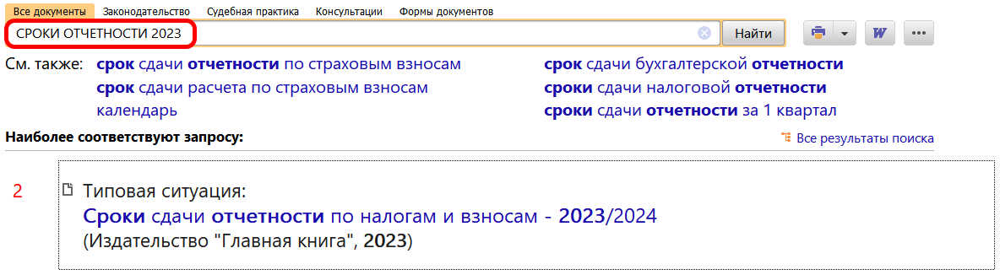 Все документы Законодательство Судебная практика Консультации Формы документов
СРОКИ ОТЧЕТНОСТИ 2023 Найти W
См. также: срок сдачи отчетности по страховым взносам сроки сдачи бухгалтерской отчетности
срок сдачи расчета по страховым взносам сроки сдачи налоговой отчетности
календарь сроки сдачи отчетности за 1 квартал
Наиболее соответствуют запросу: Все результаты поиска
2 Типовая ситуация:
Сроки сдачи отчетности по налогам и взносам - 2023/2024
(Издательство "Главная книга", 2023)